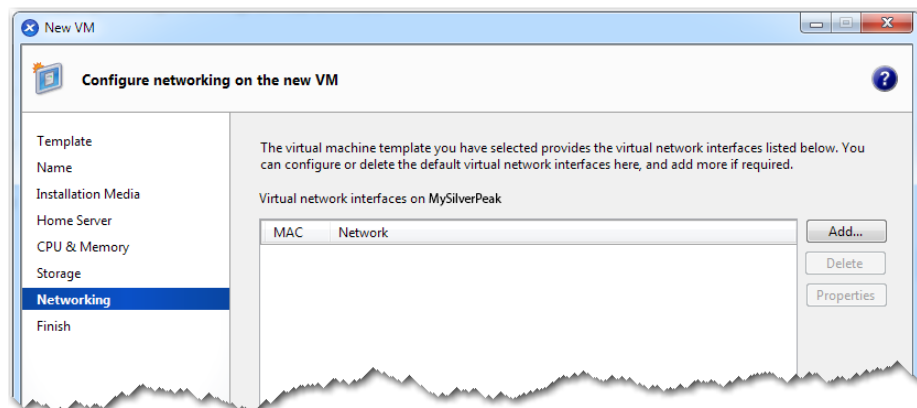 New VM
Configure networking on the new VM
?
Template
Name
Installation Media
Home Server
CPU & Memory
Storage
Networking
Finish
The virtual machine template you have selected provides the virtual network interfaces listed below. You
can configure or delete the default virtual network interfaces here, and add more if required.
Virtual network interfaces on MySilverPeak
MAC Network
Add...
Delete
Properties